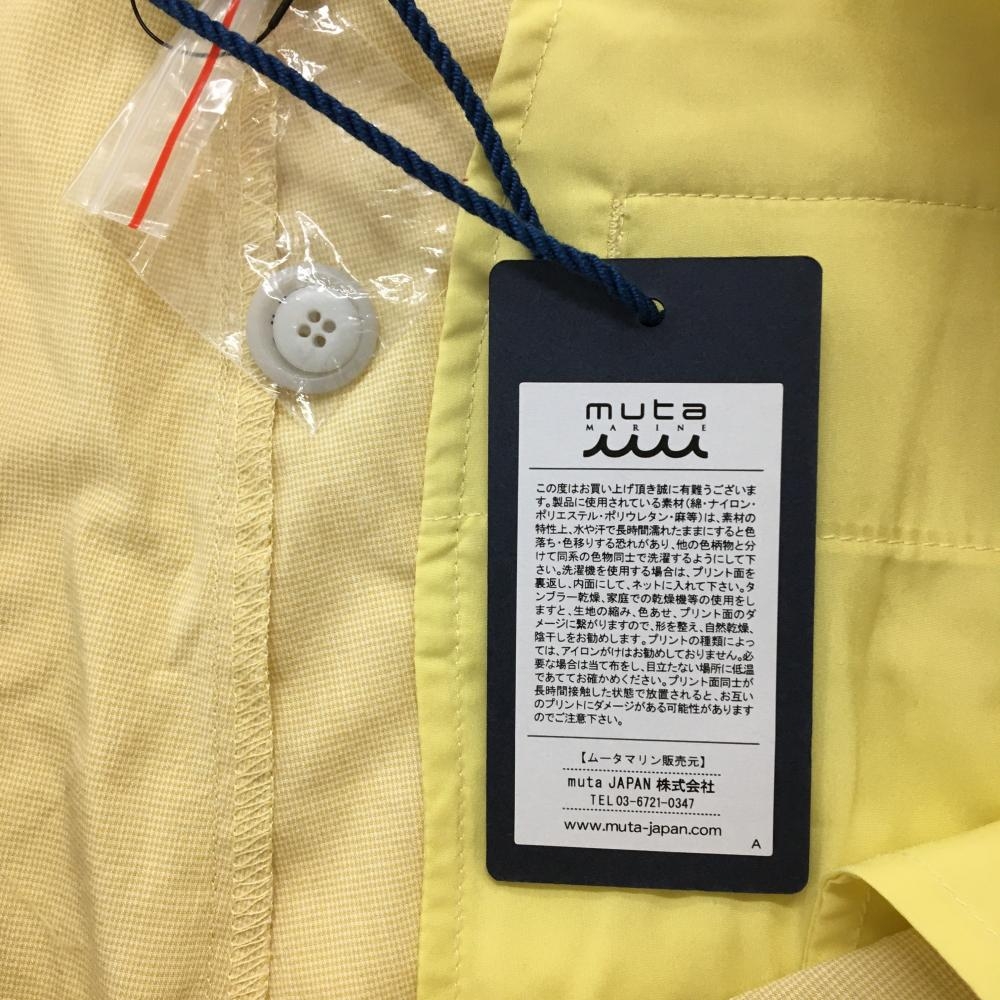 muta
MARINE
この度はお買い上げ頂き誠に有難うございま
す。製品に使用されている素材(綿・ナイロン・
ポリエステル・ポリウレタン・麻等)は、素材の
特性上、水や汗で長時間濡れたままにすると色
落ち・色移りする恐れがあり、他の色柄物と分
けて同系の色物同士で洗濯するようにして下
さい。洗濯機を使用する場合は、プリント面を
裏返し、内面にして、ネットに入れて下さい。タ
ンブラー乾燥、家庭での乾燥機等の使用をし
ますと、生地の縮み、色あせ、プリント面のダ
メージに繋がりますので、形を整え、自然乾燥、
陰干しをお勧めします。プリントの種類によっ
ては、アイロンがけはお勧めしておりません。必
要な場合は当て布をし、目立たない場所に低温
であててお確かめください。プリント面同士が
長時間接触した状態で放置されると、お互い
のプリントにダメージがある可能性があります
のでご注意下さい。
【ムータマリン販売元】
muta JAPAN 株式会社
TEL 03-6721-0347
www.muta-japan.com
A